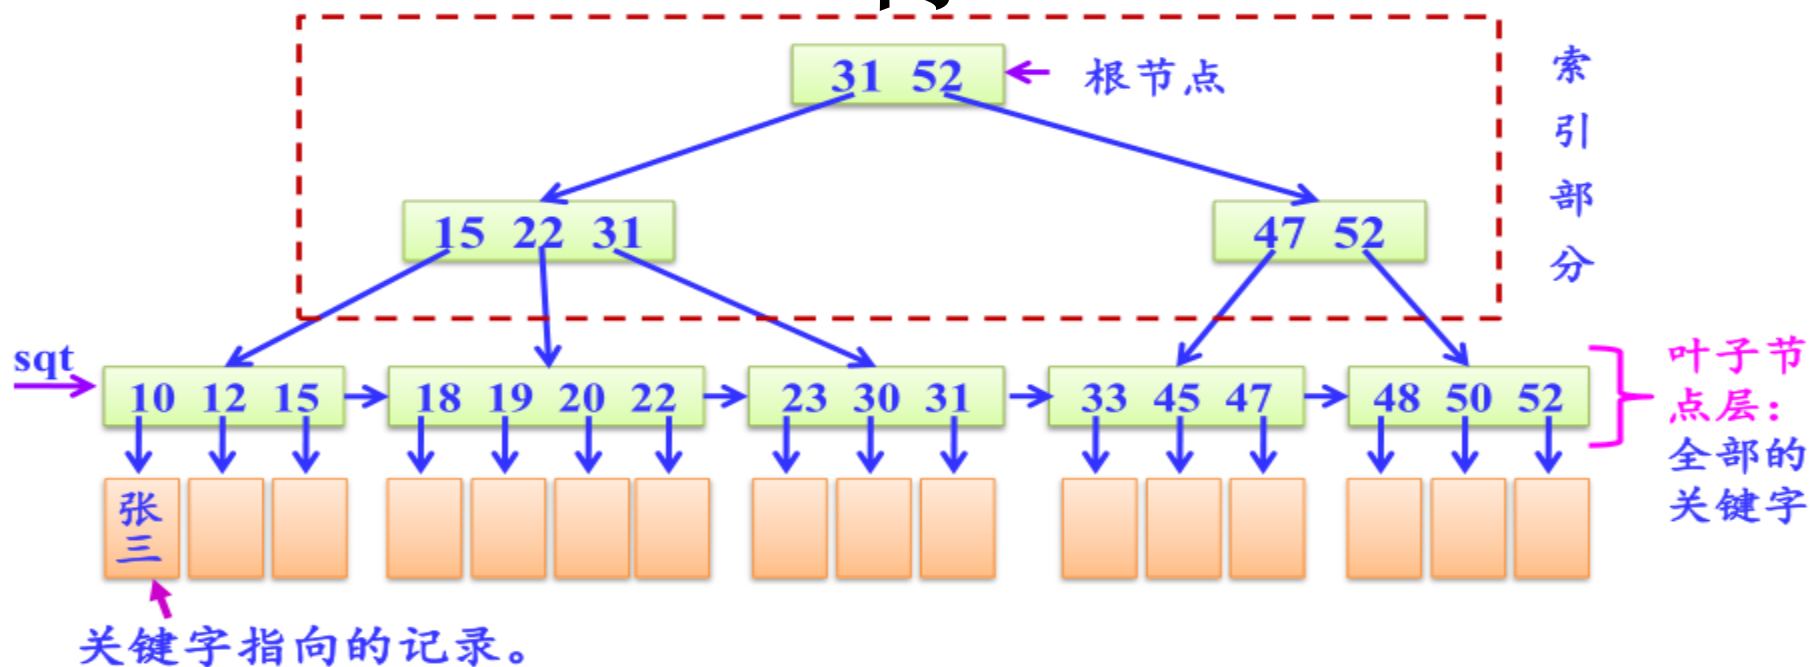 31 52
根节点
索引部分
15 22 31
47 52
sqt
10 12 15
18 19 20 22
23 30 31
33 45 47
48 50 52
叶子节
点层：
全部的
关键字
张三
关键字指向的记录。